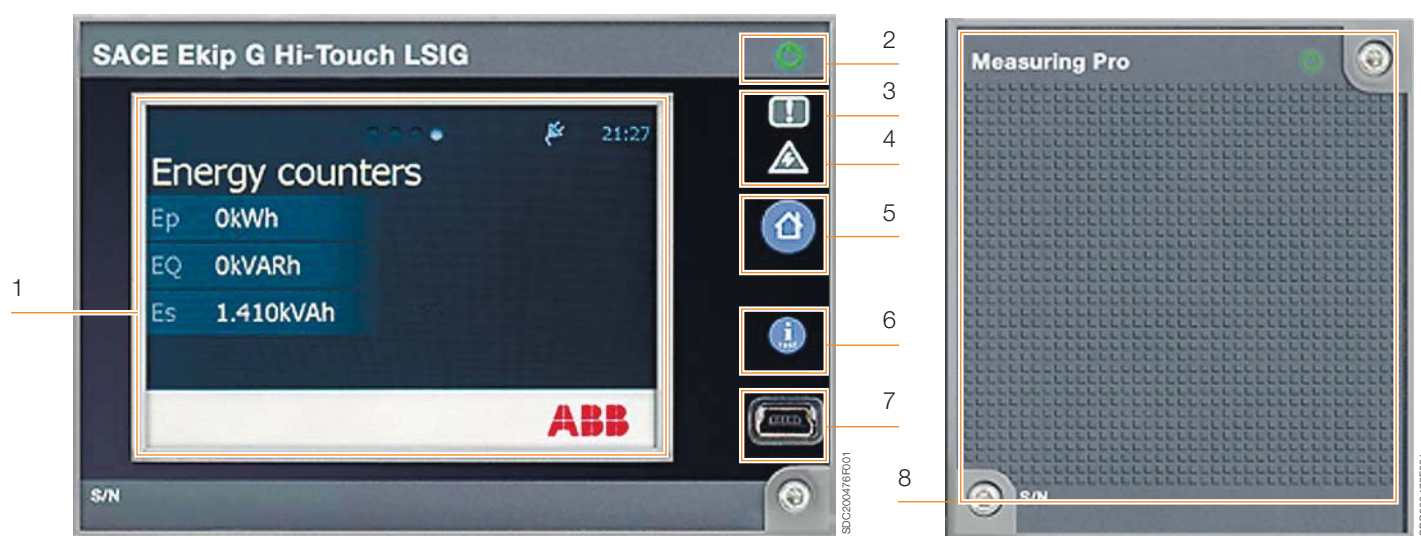 SACE Ekip G Hi-Touch LSIG
21:27
Energy counters
Ep 0kWh
EQ 0kVARh
Es 1.410kVAh
ABB
S/N
SDC200476F001
1
2
3
4
5
6
7
8
Measuring Pro
S/N